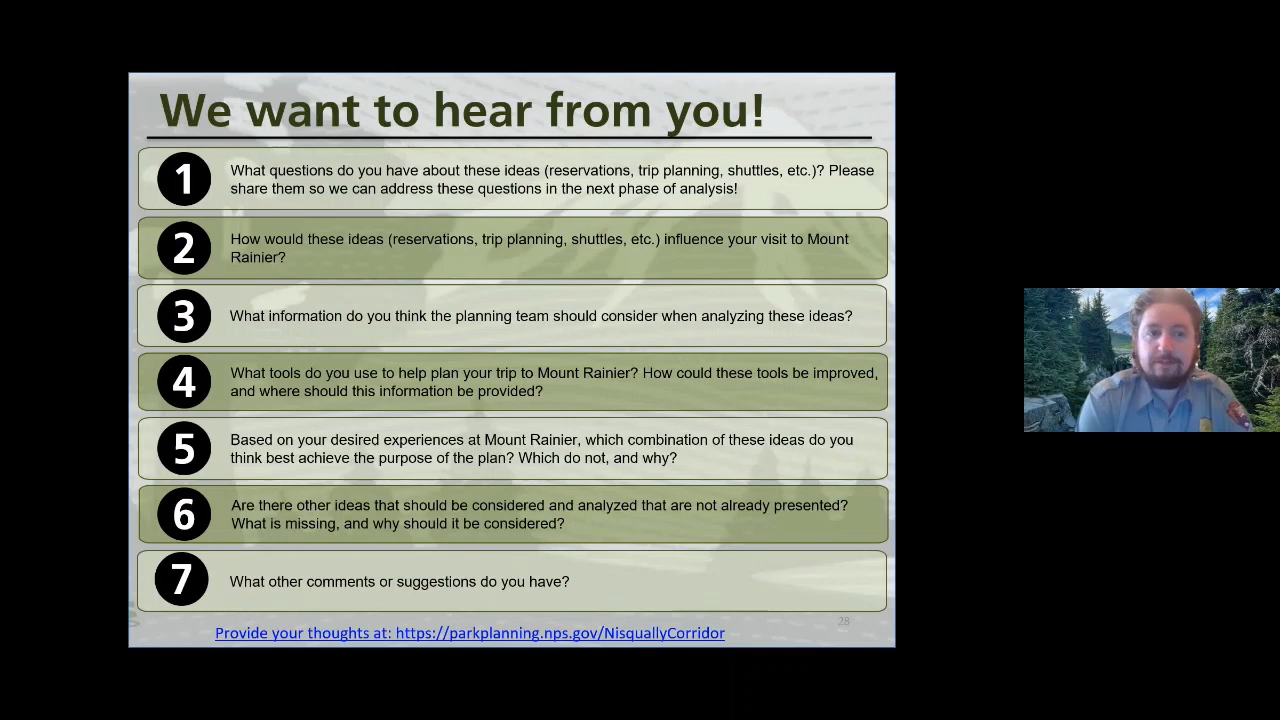 We want to hear from you!
1
What questions do you have about these ideas (reservations, trip planning, shuttles, etc.)? Please
share them so we can address these questions in the next phase of analysis!
2
How would these ideas (reservations, trip planning, shuttles, etc.) influence your visit to Mount
Rainier?
3
What information do you think the planning team should consider when analyzing these ideas?
4
What tools do you use to help plan your trip to Mount Rainier? How could these tools be improved,
and where should this information be provided?
5
Based on your desired experiences at Mount Rainier, which combination of these ideas do you
think best achieve the purpose of the plan? Which do not, and why?
6
Are there other ideas that should be considered and analyzed that are not already presented?
What is missing, and why should it be considered?
7
What other comments or suggestions do you have?
28
Provide your thoughts at: https://parkplanning.nps.gov/NisquallyCorridor